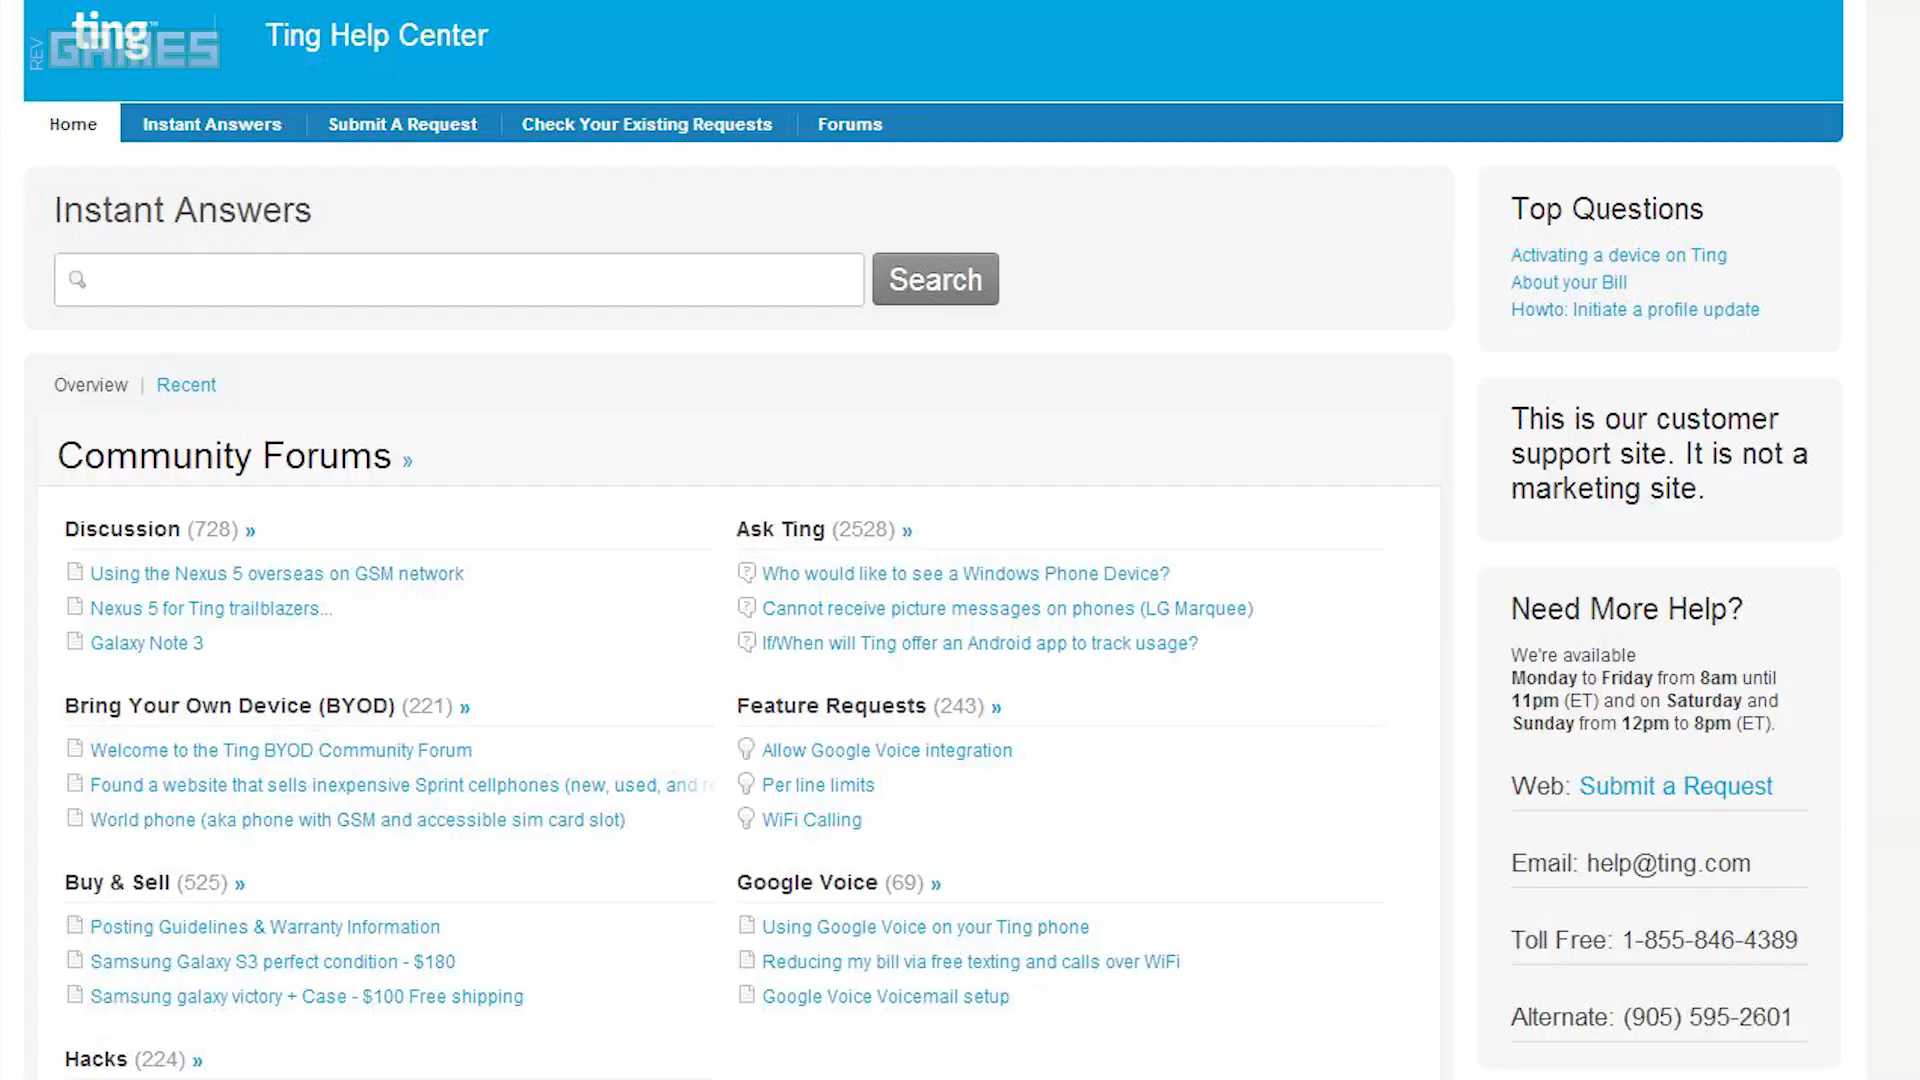 ting
REV GAMES
Ting Help Center
Home
Instant Answers
Submit A Request
Check Your Existing Requests
Forums
Instant Answers
Search
Overview | Recent
Community Forums »
Discussion (728) »
Using the Nexus 5 overseas on GSM network
Nexus 5 for Ting trailblazers...
Galaxy Note 3
Ask Ting (2528) »
Who would like to see a Windows Phone Device?
Cannot receive picture messages on phones (LG Marquee)
If/When will Ting offer an Android app to track usage?
Bring Your Own Device (BYOD) (221) »
Welcome to the Ting BYOD Community Forum
Found a website that sells inexpensive Sprint cellphones (new, used, and
World phone (aka phone with GSM and accessible sim card slot)
Feature Requests (243) »
Allow Google Voice integration
Per line limits
WiFi Calling
Buy & Sell (525) »
Posting Guidelines & Warranty Information
Samsung Galaxy S3 perfect condition - $180
Samsung galaxy victory + Case - $100 Free shipping
Google Voice (69) »
Using Google Voice on your Ting phone
Reducing my bill via free texting and calls over WiFi
Google Voice Voicemail setup
Hacks (224) »
Top Questions
Activating a device on Ting
About your Bill
Howto: Initiate a profile update
This is our customer
support site. It is not a
marketing site.
Need More Help?
We're available
Monday to Friday from 8am until
11pm (ET) and on Saturday and
Sunday from 12pm to 8pm (ET).
Web: Submit a Request
Email: help@ting.com
Toll Free: 1-855-846-4389
Alternate: (905) 595-2601